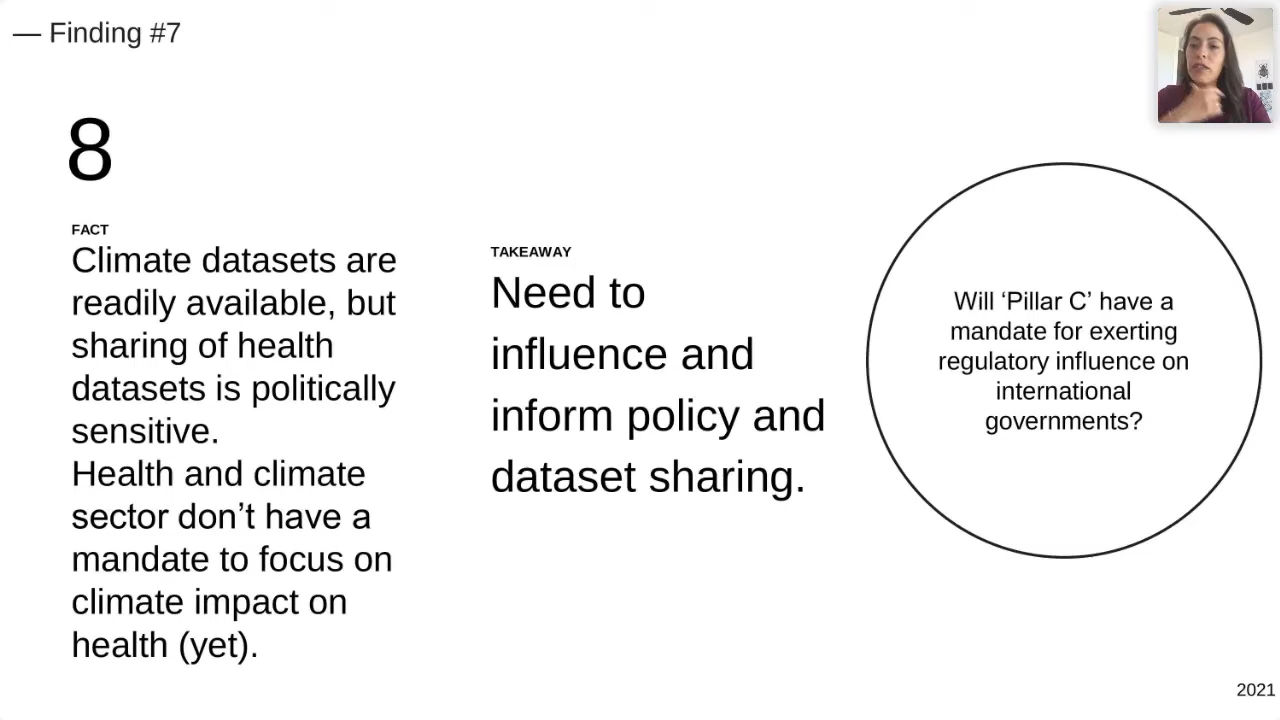 — Finding #7
8
FACT
Climate datasets are
readily available, but
sharing of health
datasets is politically
sensitive.
Health and climate
sector don’t have a
mandate to focus on
climate impact on
health (yet).
TAKEAWAY
Need to
influence and
inform policy and
dataset sharing.
Will ‘Pillar C’ have a
mandate for exerting
regulatory influence on
international
governments?
2021